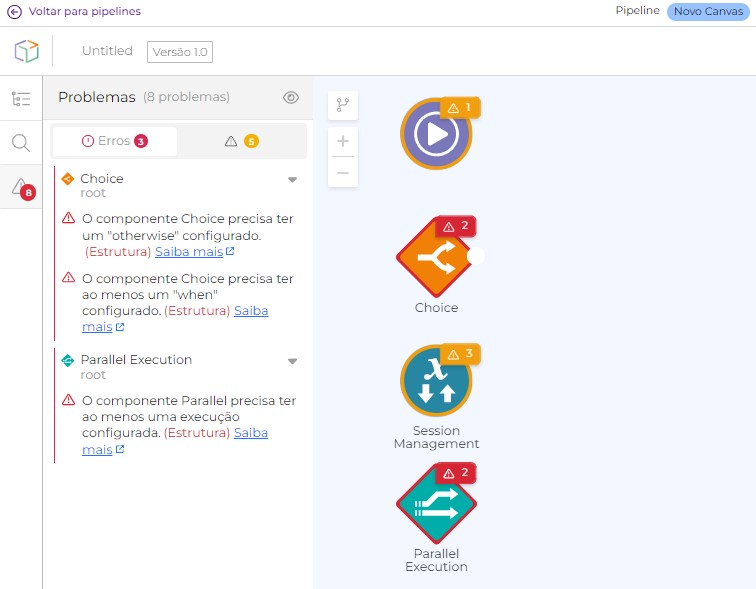 Voltar para pipelines
Pipeline Novo Canvas
Untitled Versão 1.0
Problemas (8 problemas)
Erros 3 5
8
Choice
root
O componente Choice precisa ter
um "otherwise" configurado.
(Estrutura) Saiba mais
O componente Choice precisa ter
ao menos um "when"
configurado. (Estrutura) Saiba
mais
Parallel Execution
root
O componente Parallel precisa ter
ao menos uma execução
configurada. (Estrutura) Saiba
mais
1
2
Choice
3
x
Session
Management
2
Parallel
Execution